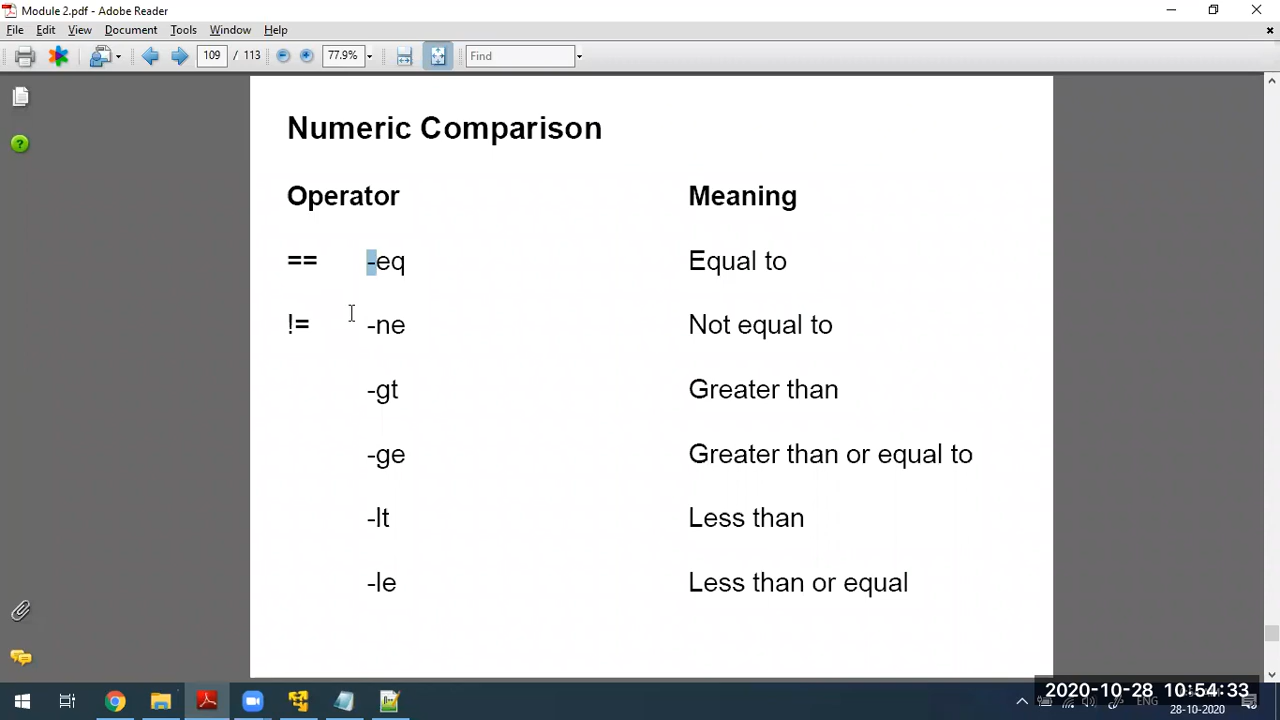 Module 2.pdf - Adobe Reader
File Edit View Document Tools Window Help
109 / 113 77.9% Find
Numeric Comparison
Operator Meaning
== -eq Equal to
!= -ne Not equal to
-gt Greater than
-ge Greater than or equal to
-lt Less than
-le Less than or equal
2020-10-28 10:54:33
ENG
28-10-2020